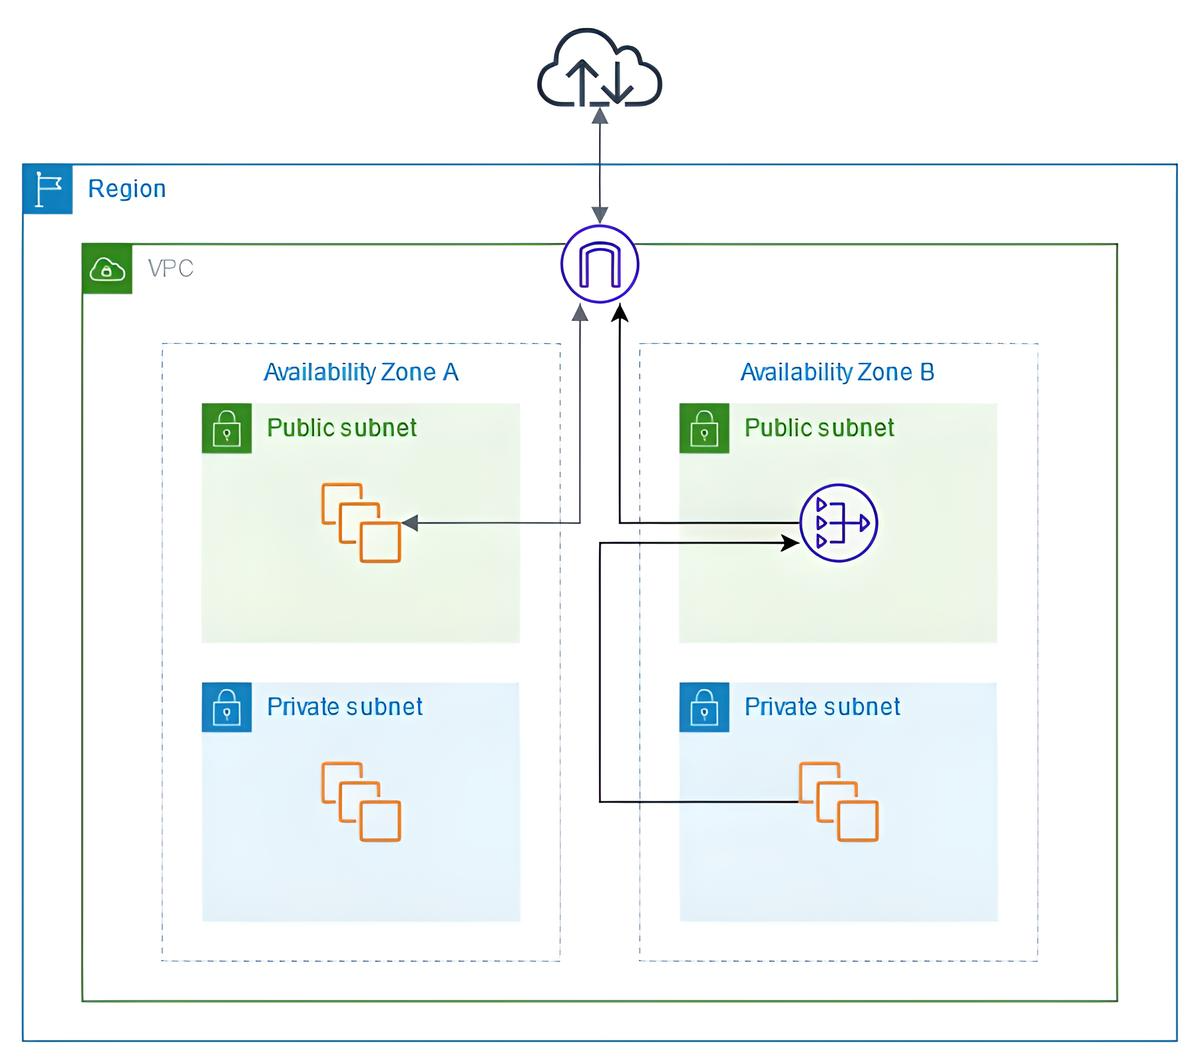 Region
VPC
Availability Zone A
Availability Zone B
Public subnet
Public subnet
Private subnet
Private subnet